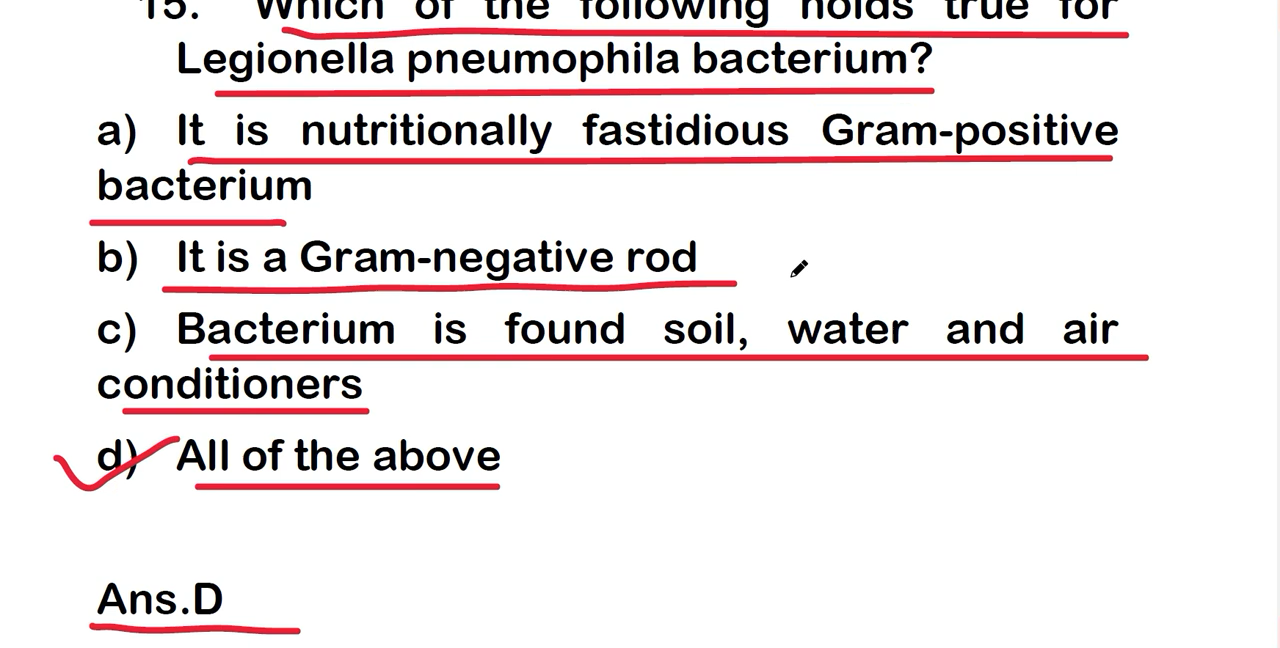 15. Which of the following holds true for
Legionella pneumophila bacterium?
a) It is nutritionally fastidious Gram-positive
bacterium
b) It is a Gram-negative rod
c) Bacterium is found soil, water and air
conditioners
d) All of the above
Ans.D